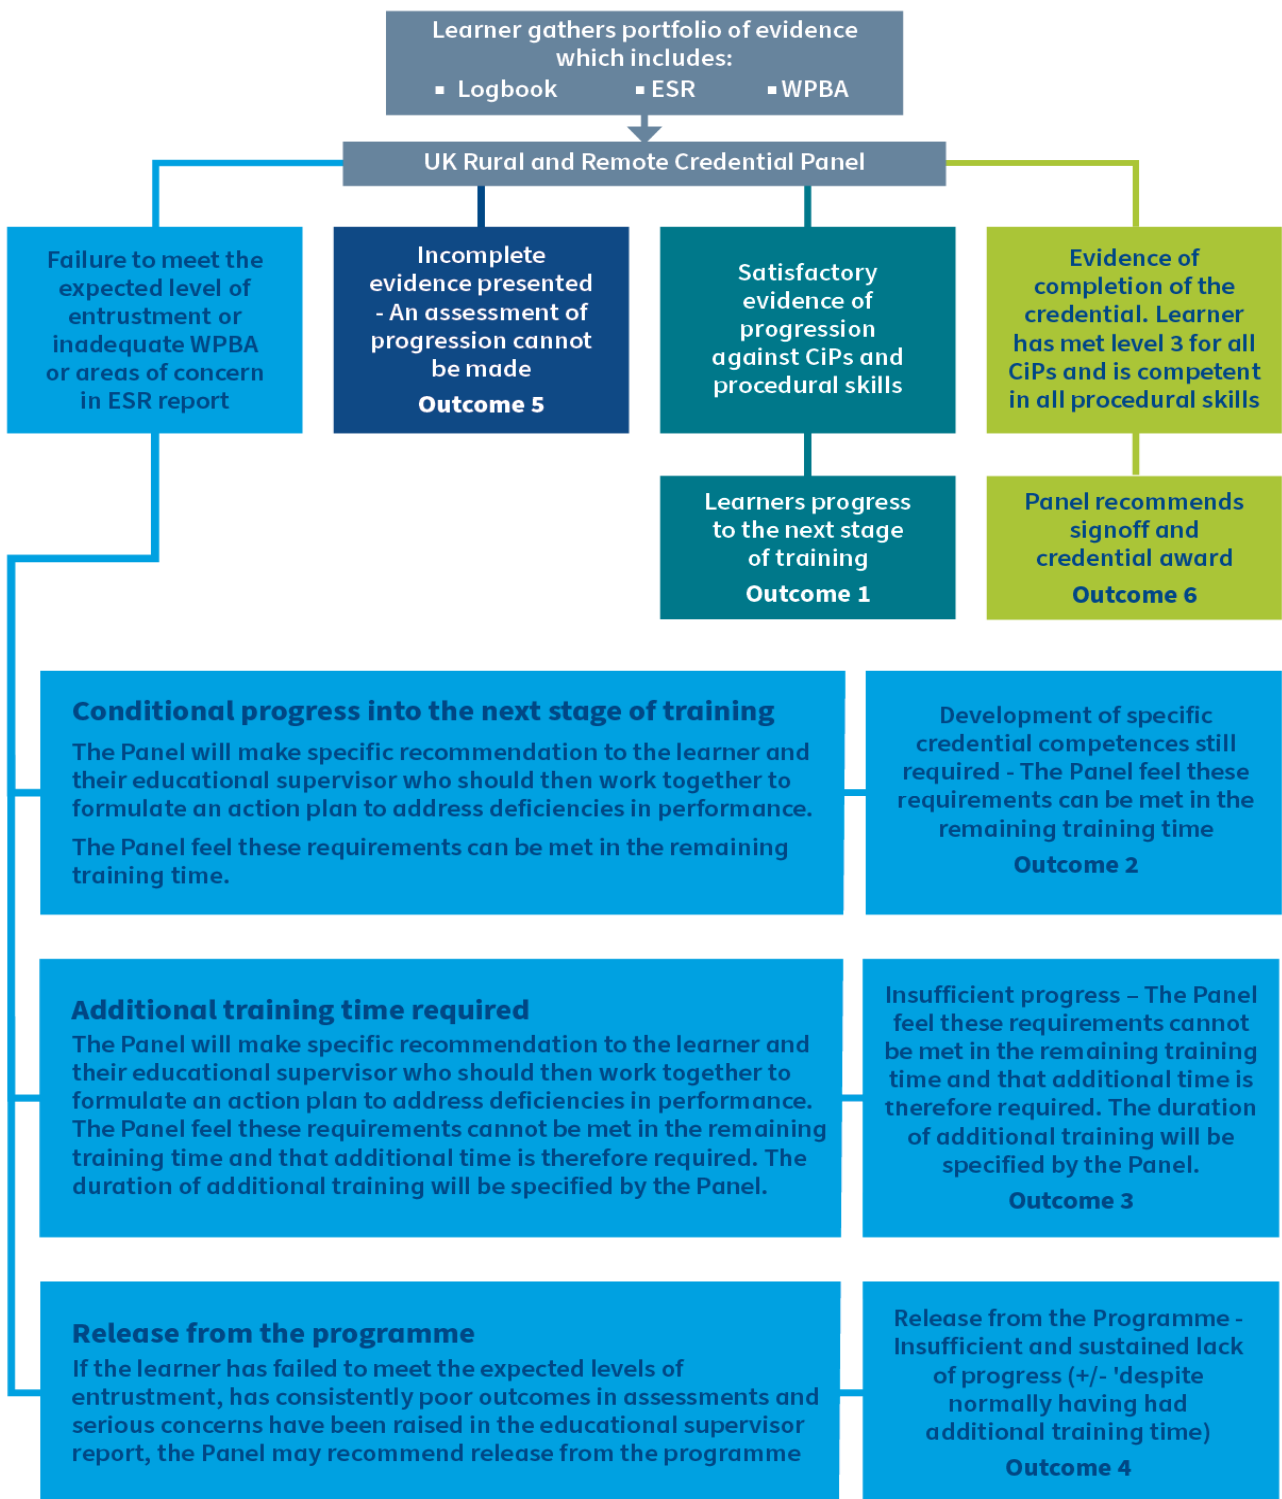 Learner gathers portfolio of evidence
which includes:
▪ Logbook ▪ ESR ▪ WPBA
UK Rural and Remote Credential Panel
Failure to meet the
expected level of
entrustment or
inadequate WPBA
or areas of concern
in ESR report
Incomplete
evidence presented
- An assessment of
progression cannot
be made
Outcome 5
Satisfactory
evidence of
progression
against CiPs and
procedural skills
Evidence of
completion of the
credential. Learner
has met level 3 for all
CiPs and is competent
in all procedural skills
Learners progress
to the next stage
of training
Outcome 1
Panel recommends
signoff and
credential award
Outcome 6
Conditional progress into the next stage of training
The Panel will make specific recommendation to the learner and
their educational supervisor who should then work together to
formulate an action plan to address deficiencies in performance.
The Panel feel these requirements can be met in the remaining
training time.
Development of specific
credential competences still
required - The Panel feel these
requirements can be met in the
remaining training time
Outcome 2
Additional training time required
The Panel will make specific recommendation to the learner and
their educational supervisor who should then work together to
formulate an action plan to address deficiencies in performance.
The Panel feel these requirements cannot be met in the remaining
training time and that additional time is therefore required. The
duration of additional training will be specified by the Panel.
Insufficient progress – The Panel
feel these requirements cannot
be met in the remaining training
time and that additional time is
therefore required. The duration
of additional training will be
specified by the Panel.
Outcome 3
Release from the programme
If the learner has failed to meet the expected levels of
entrustment, has consistently poor outcomes in assessments and
serious concerns have been raised in the educational supervisor
report, the Panel may recommend release from the programme
Release from the Programme -
Insufficient and sustained lack
of progress (+/- 'despite
normally having had
additional training time)
Outcome 4